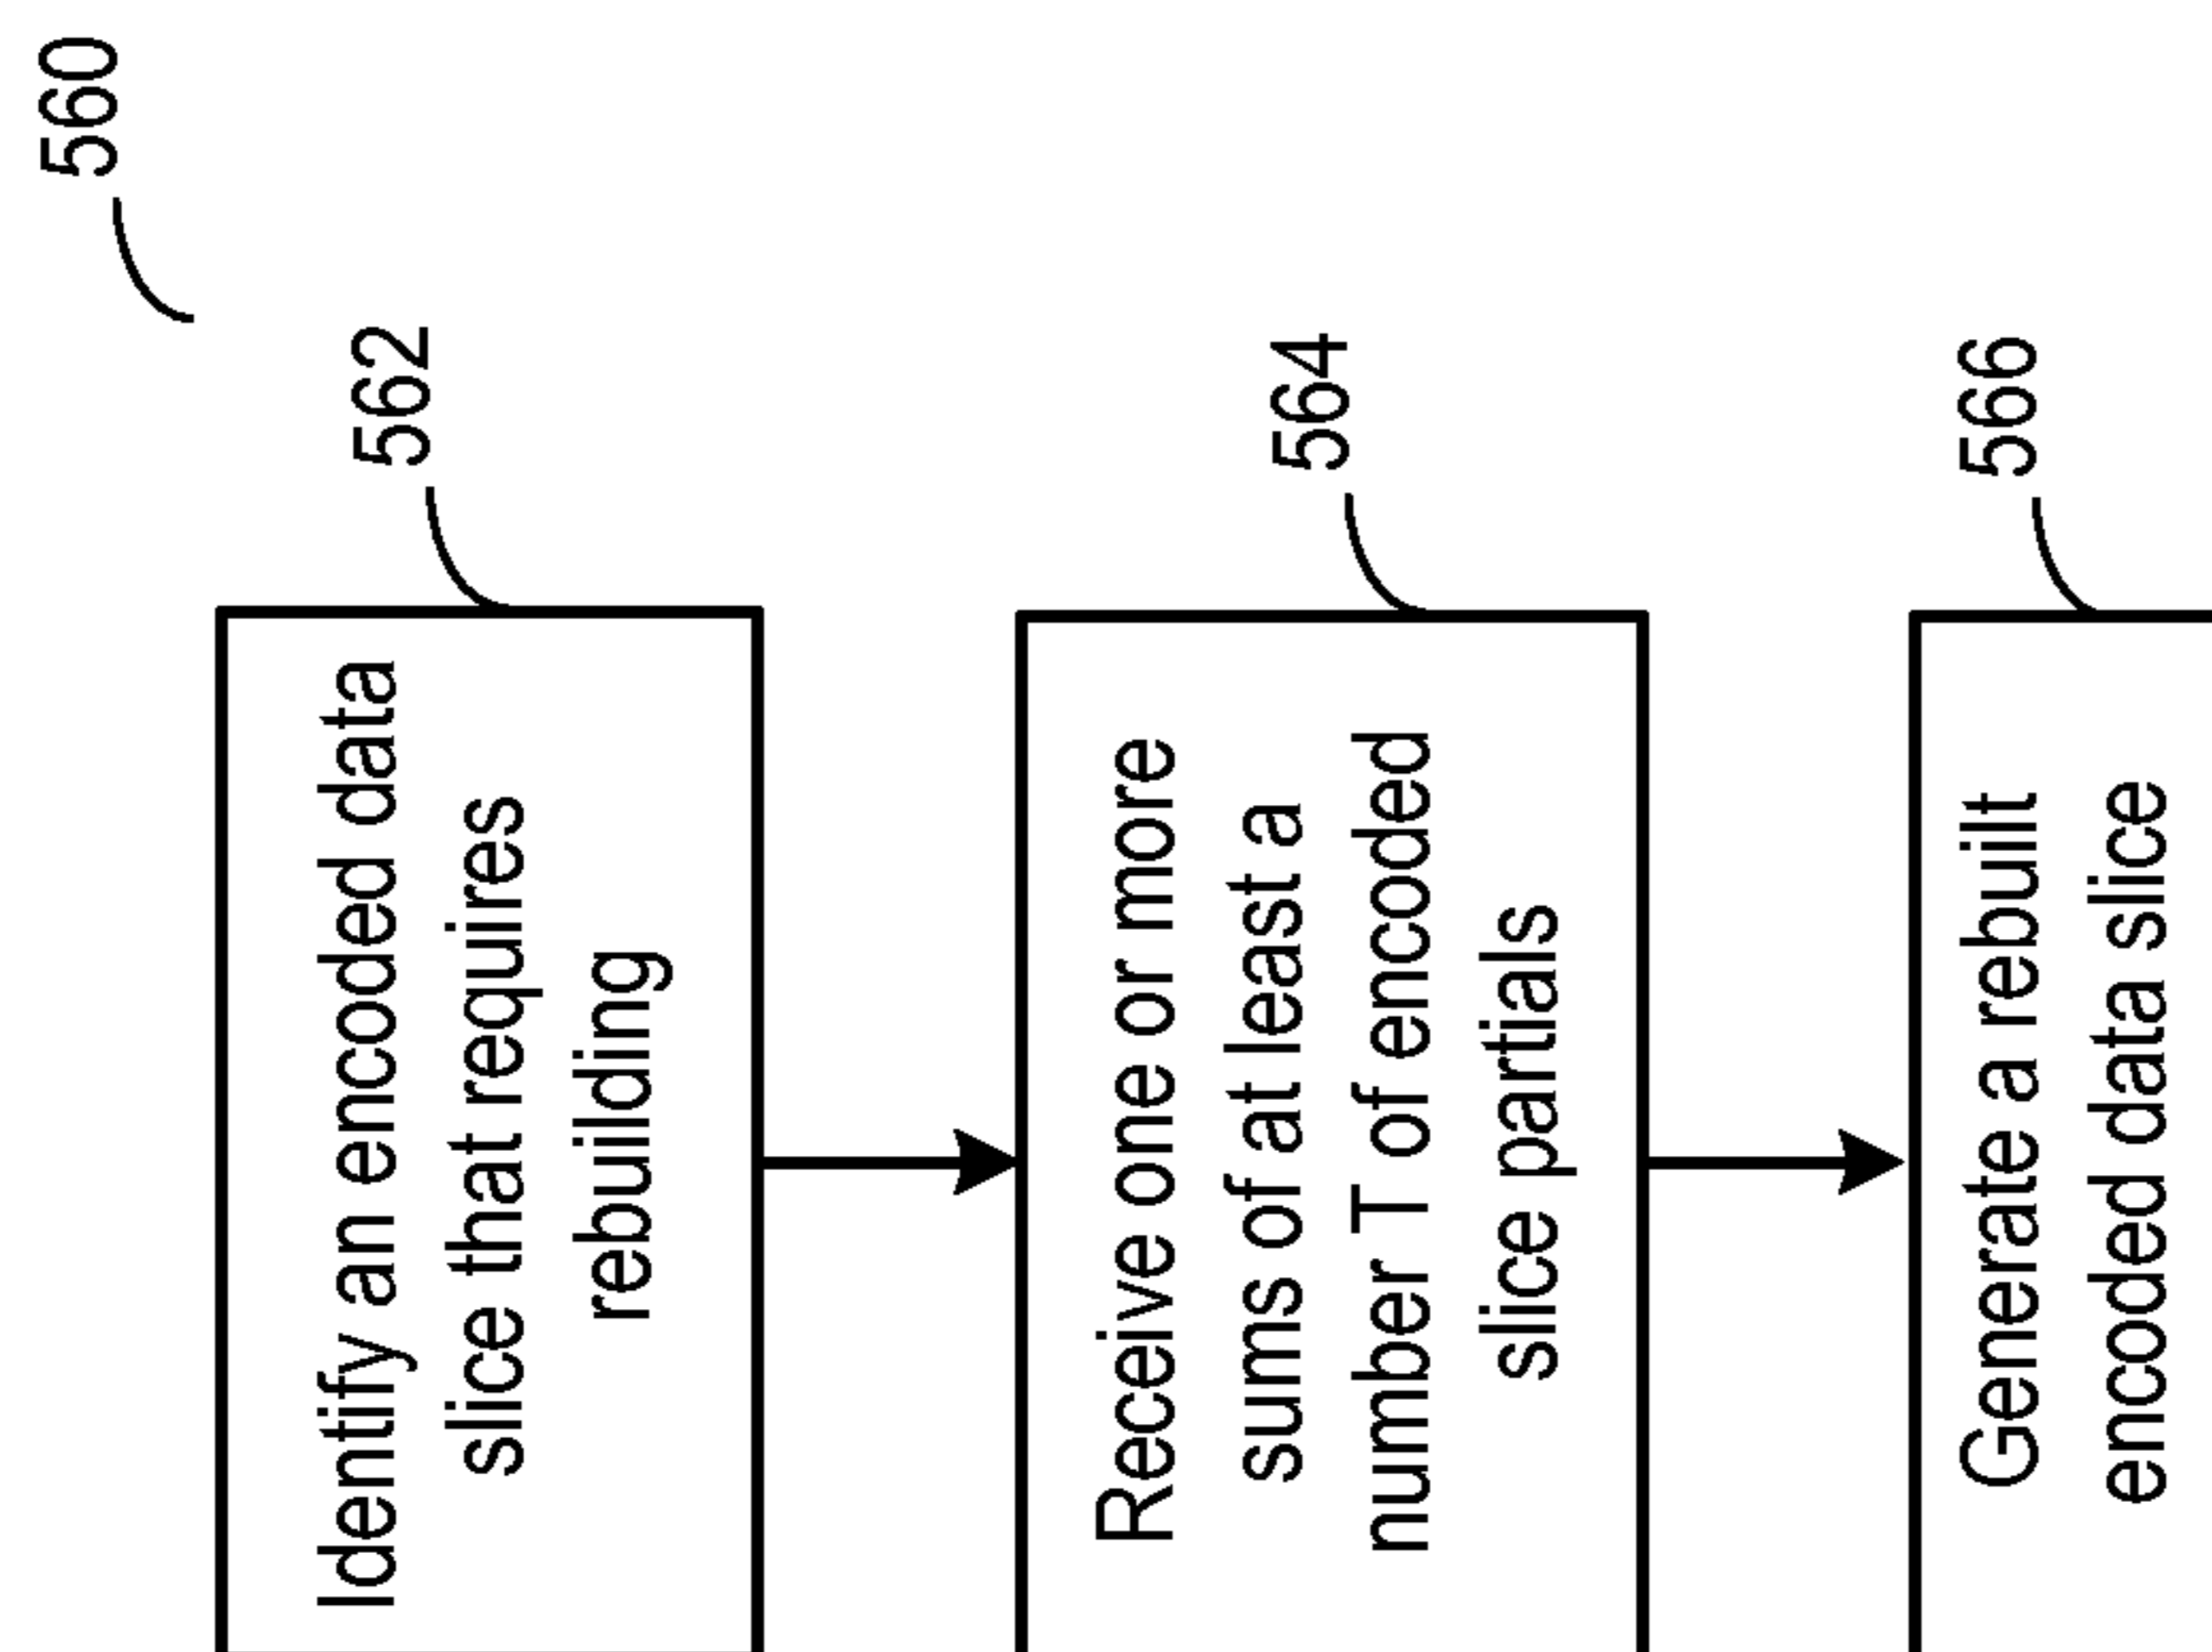 560
562
Identify an encoded data
slice that requires
rebuilding
564
Receive one or more
sums of at least a
number T of encoded
slice partials
566
Generate a rebuilt
encoded data slice